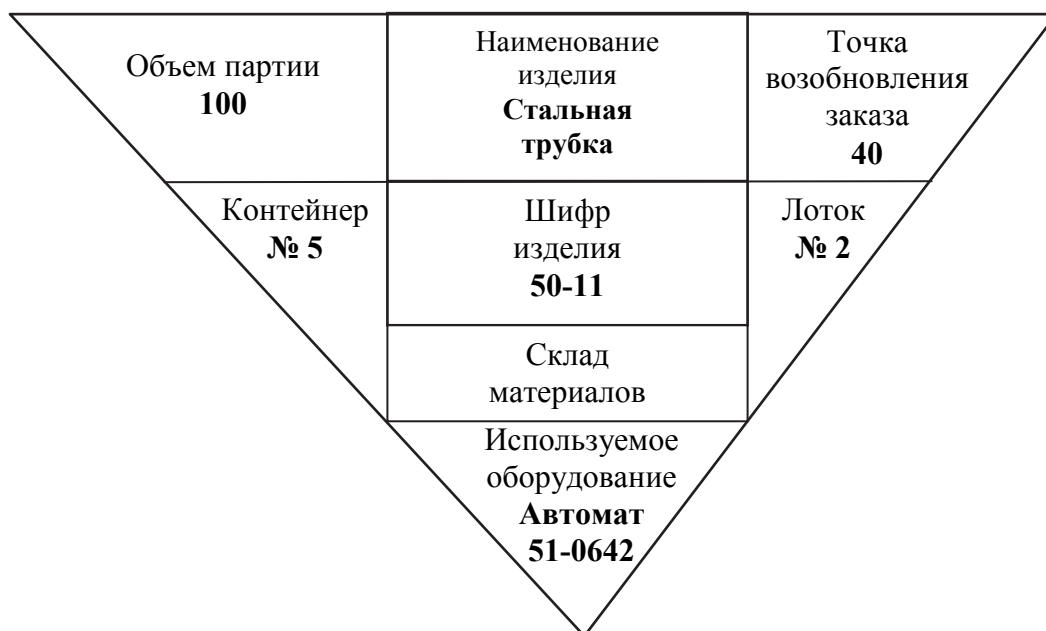 Объем партии
100
Наименование
изделия
Стальная
трубка
Точка
возобновления
заказа
40
Контейнер
№ 5
Шифр
изделия
50-11
Лоток
№ 2
Склад
материалов
Используемое
оборудование
Автомат
51-0642